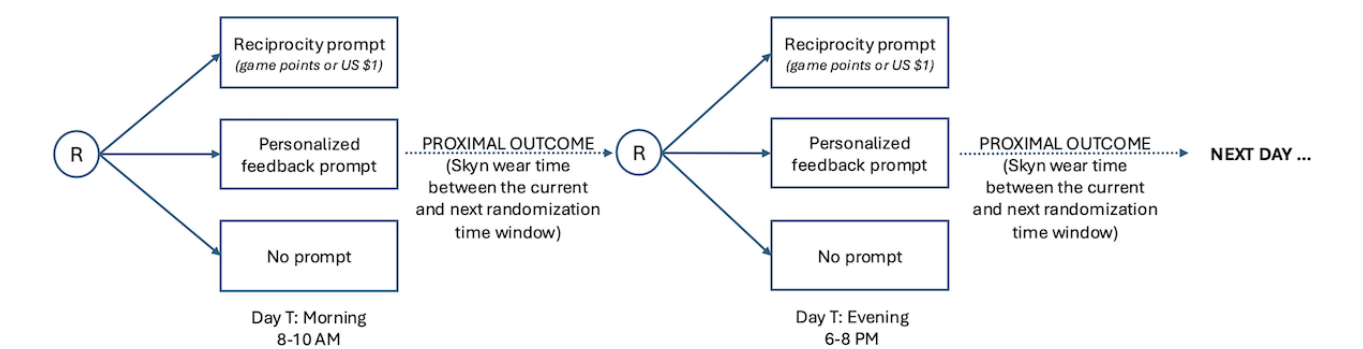 Reciprocity prompt
(game points or US $1)
R
Personalized
feedback prompt
No prompt
Day T: Morning
8-10 AM
PROXIMAL OUTCOME
(Skyn wear time
between the current
and next randomization
time window)
R
Reciprocity prompt
(game points or US $1)
Personalized
feedback prompt
No prompt
Day T: Evening
6-8 PM
PROXIMAL OUTCOME
(Skyn wear time
between the current
and next randomization
time window)
NEXT DAY ...